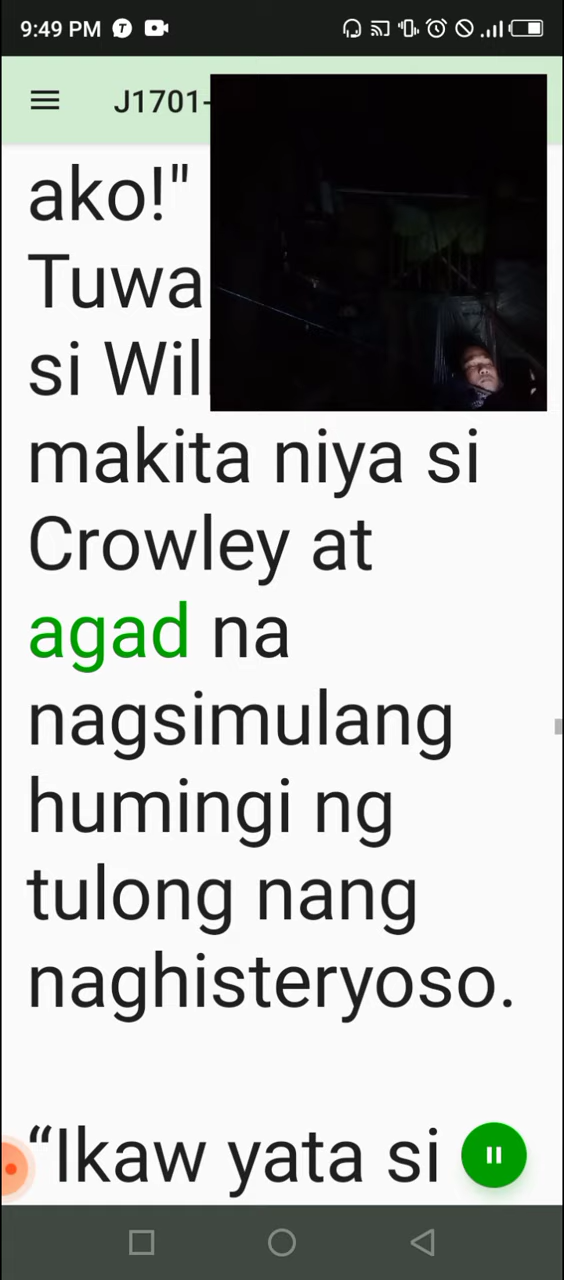 9:49 PM
J1701-
ako!"
Tuwa
si Wil
makita niya si
Crowley at
agad na
nagsimulang
humingi ng
tulong nang
naghisteryoso.
“Ikaw yata si